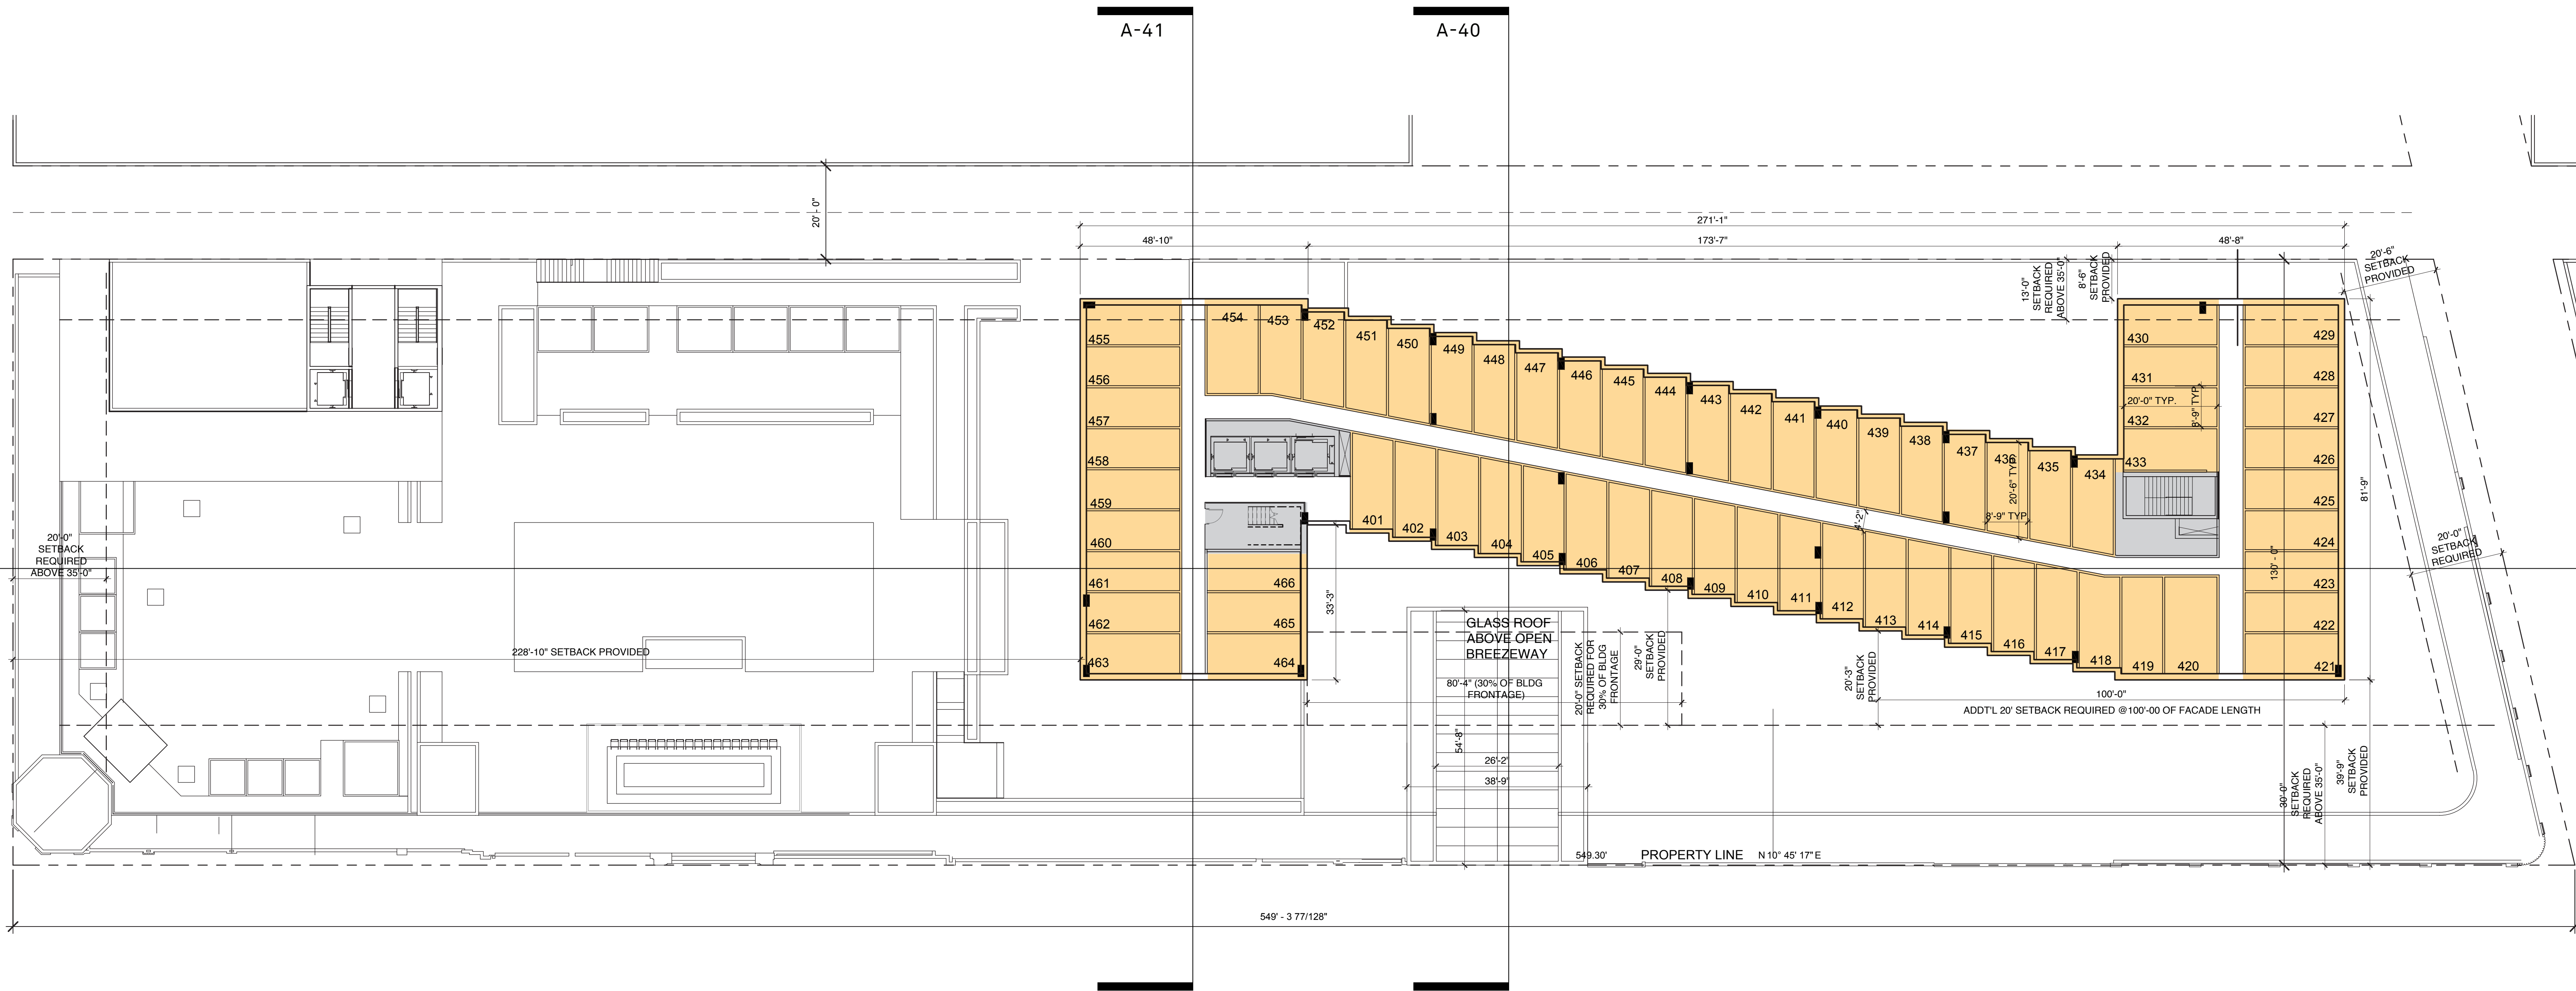 A-41
A-40
20' - 0"
271'-1"
48'-10"
173'-7"
48'-8"
13'-0"
SETBACK
REQUIRED
ABOVE 35'-0"
8'-6"
SETBACK
PROVIDED
20'-6"
SETBACK
PROVIDED
454
453
452
451
450
449
448
447
446
445
444
443
442
441
440
439
438
437
436
435
434
430
431
432
433
429
428
427
426
425
424
423
422
421
20'-0" TYP.
8'-9" TYP.
20'-6" TYP.
8'-9" TYP.
4'-2"
455
456
457
458
459
460
461
462
463
466
465
464
401
402
403
404
405
406
407
408
409
410
411
412
413
414
415
416
417
418
419
420
81'-9"
130' - 0"
20'-0"
SETBACK
REQUIRED
20'-0"
SETBACK
REQUIRED
ABOVE 35'-0"
228'-10" SETBACK PROVIDED
33'-3"
GLASS ROOF
ABOVE OPEN
BREEZEWAY
80'-4" (30% OF BLDG
FRONTAGE)
20'-0" SETBACK
REQUIRED FOR
30% OF BLDG
FRONTAGE
29'-0"
SETBACK
PROVIDED
20'-3"
SETBACK
PROVIDED
100'-0"
ADDT'L 20' SETBACK REQUIRED @100'-00 OF FACADE LENGTH
54'-8"
26'-2"
38'-9"
30'-0"
SETBACK
REQUIRED
ABOVE 35'-0"
39'-9"
SETBACK
PROVIDED
549.30' PROPERTY LINE N 10° 45' 17" E
549' - 3 77/128"